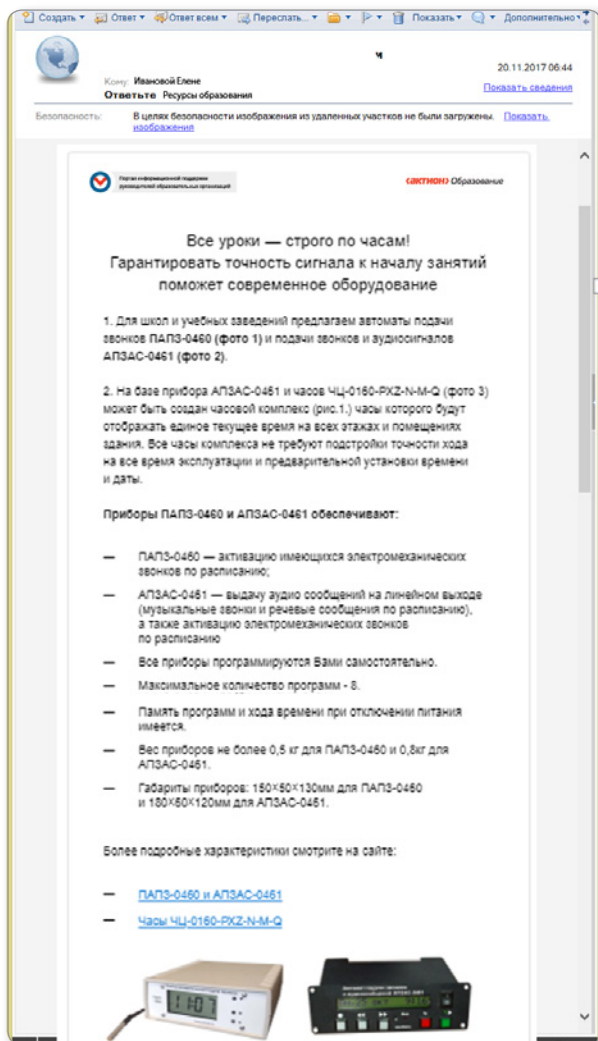 Создать Ответ Ответ всем Переслать... Показать Дополнительно
20.11.2017 06:44
Кому: Ивановой Елене
Показать сведения
Ответьте Ресурсы образования
Безопасность: В целях безопасности изображения из удаленных участков не были загружены. Показать
изображения
Портал информационной поддержки
руководителей образовательных организаций
‹АКТИОН› Образование
Все уроки — строго по часам!
Гарантировать точность сигнала к началу занятий
поможет современное оборудование
1. Для школ и учебных заведений предлагаем автоматы подачи
звонков ПАПЗ-0460 (фото 1) и подачи звонков и аудиосигналов
АПЗАС-0461 (фото 2).
2. На базе прибора АПЗАС-0461 и часов ЧЦ-0160-PXZ-N-M-Q (фото 3)
может быть создан часовой комплекс (рис.1.) часы которого будут
отображать единое текущее время на всех этажах и помещениях
здания. Все часы комплекса не требуют подстройки точности хода
на все время эксплуатации и предварительной установки времени
и даты.
Приборы ПАПЗ-0460 и АПЗАС-0461 обеспечивают:
— ПАПЗ-0460 — активацию имеющихся электромеханических
звонков по расписанию;
— АПЗАС-0461 — выдачу аудио сообщений на линейном выходе
(музыкальные звонки и речевые сообщения по расписанию),
а также активацию электромеханических звонков
по расписанию
— Все приборы программируются Вами самостоятельно.
— Максимальное количество программ - 8.
— Память программ и хода времени при отключении питания
имеется.
— Вес приборов не более 0,5 кг для ПАПЗ-0460 и 0,8кг для
АПЗАС-0461.
— Габариты приборов: 150×50×130мм для ПАПЗ-0460
и 180×60×120мм для АПЗАС-0461.
Более подробные характеристики смотрите на сайте:
— ПАПЗ-0460 и АПЗАС-0461
— Часы ЧЦ-0160-PXZ-N-M-Q
11:07